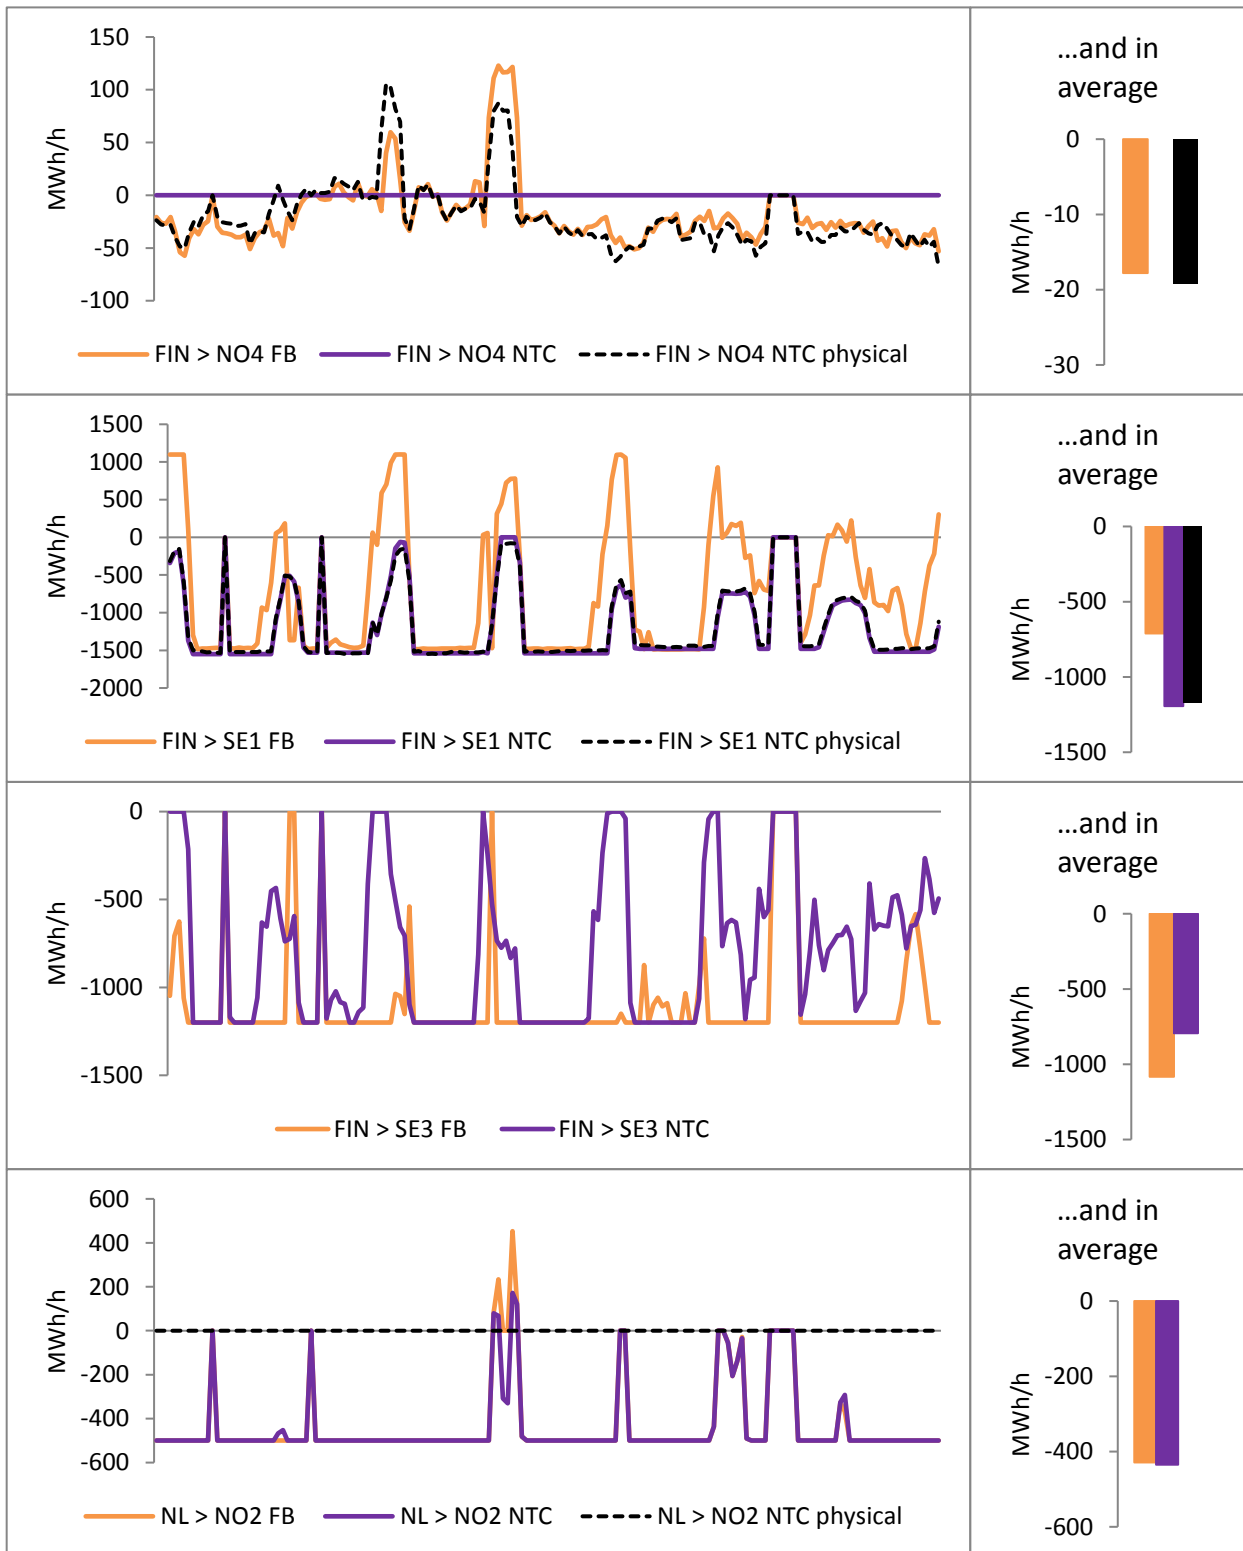 150
100
50
0
-50
-100
MWh/h
FIN > NO4 FB
FIN > NO4 NTC
FIN > NO4 NTC physical
...and in
average
0
-10
-20
-30
MWh/h
1500
1000
500
0
-500
-1000
-1500
-2000
MWh/h
FIN > SE1 FB
FIN > SE1 NTC
FIN > SE1 NTC physical
...and in
average
0
-500
-1000
-1500
MWh/h
0
-500
-1000
-1500
MWh/h
FIN > SE3 FB
FIN > SE3 NTC
...and in
average
0
-500
-1000
-1500
MWh/h
600
400
200
0
-200
-400
-600
MWh/h
NL > NO2 FB
NL > NO2 NTC
NL > NO2 NTC physical
...and in
average
0
-200
-400
-600
MWh/h